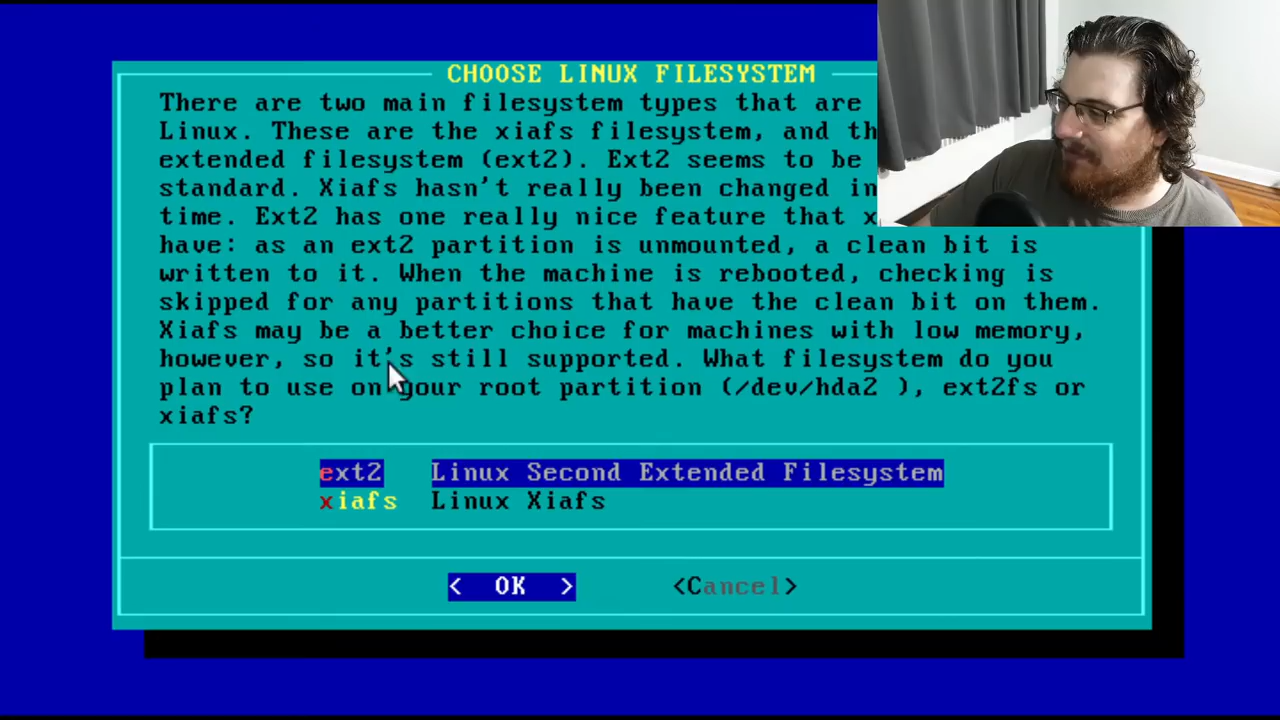 CHOOSE LINUX FILESYSTEM
There are two main filesystem types that are
Linux. These are the xiafs filesystem, and th
extended filesystem (ext2). Ext2 seems to be
standard. Xiafs hasn't really been changed in
time. Ext2 has one really nice feature that x
have: as an ext2 partition is unmounted, a clean bit is
written to it. When the machine is rebooted, checking is
skipped for any partitions that have the clean bit on them.
Xiafs may be a better choice for machines with low memory,
however, so it's still supported. What filesystem do you
plan to use on your root partition (/dev/hda2 ), ext2fs or
xiafs?
ext2 Linux Second Extended Filesystem
xiafs Linux Xiafs
< OK > <Cancel>